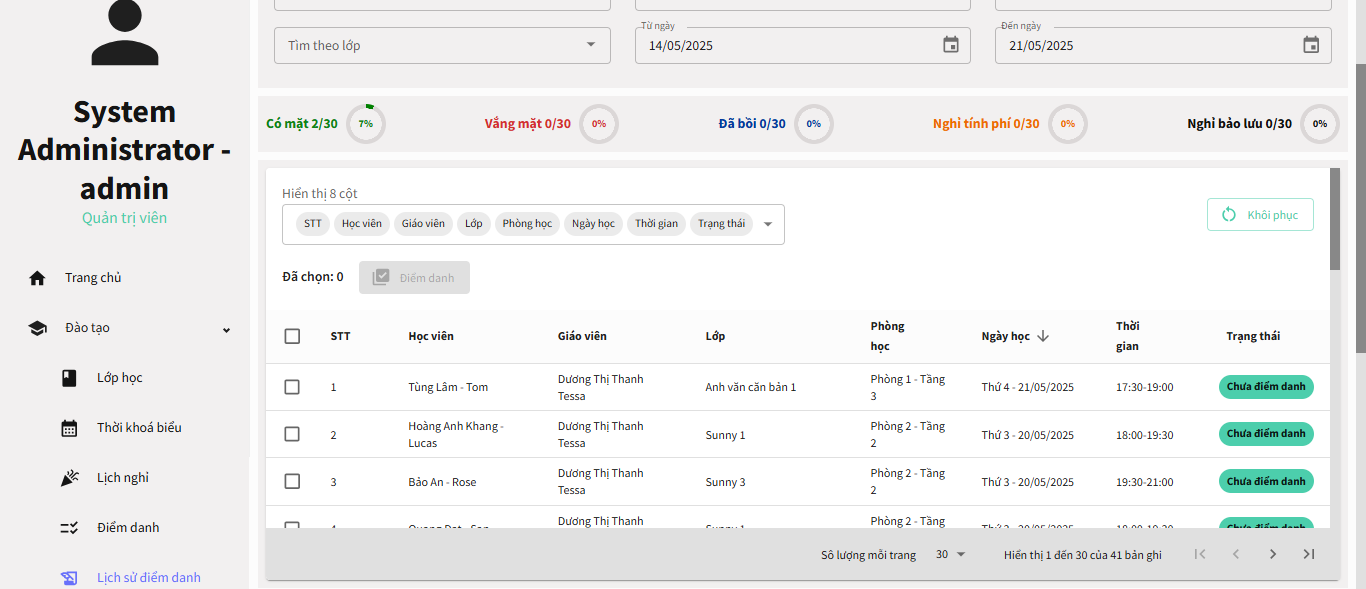 System
Administrator -
admin
Quản trị viên
Trang chủ
Đào tạo
Lớp học
Thời khoá biểu
Lịch nghỉ
Điểm danh
Lịch sử điểm danh
Tìm theo lớp
Từ ngày
14/05/2025
Đến ngày
21/05/2025
Có mặt 2/30
7%
Vắng mặt 0/30
0%
Đã bồi 0/30
0%
Nghỉ tính phí 0/30
0%
Nghỉ bảo lưu 0/30
0%
Hiển thị 8 cột
STT Học viên Giáo viên Lớp Phòng học Ngày học Thời gian Trạng thái
Khôi phục
Đã chọn: 0
Điểm danh
STT
Học viên
Giáo viên
Lớp
Phòng
học
Ngày học
Thời
gian
Trạng thái
1
Tùng Lâm - Tom
Dương Thị Thanh
Tessa
Anh văn căn bản 1
Phòng 1 - Tầng
3
Thứ 4 - 21/05/2025
17:30-19:00
Chưa điểm danh
2
Hoàng Anh Khang -
Lucas
Dương Thị Thanh
Tessa
Sunny 1
Phòng 2 - Tầng
2
Thứ 3 - 20/05/2025
18:00-19:30
Chưa điểm danh
3
Bảo An - Rose
Dương Thị Thanh
Tessa
Sunny 3
Phòng 2 - Tầng
2
Thứ 3 - 20/05/2025
19:30-21:00
Chưa điểm danh
Dương Thị Thanh
Phòng 2 - Tầng
Số lượng mỗi trang
30
Hiển thị 1 đến 30 của 41 bản ghi